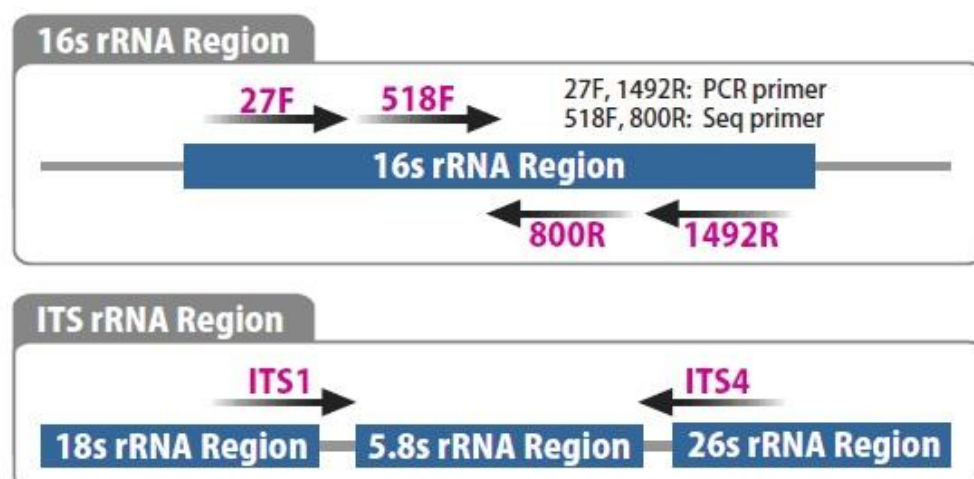 16s rRNA Region
27F 518F
27F, 1492R: PCR primer
518F, 800R: Seq primer
16s rRNA Region
800R 1492R
ITS rRNA Region
ITS1 ITS4
18s rRNA Region 5.8s rRNA Region 26s rRNA Region